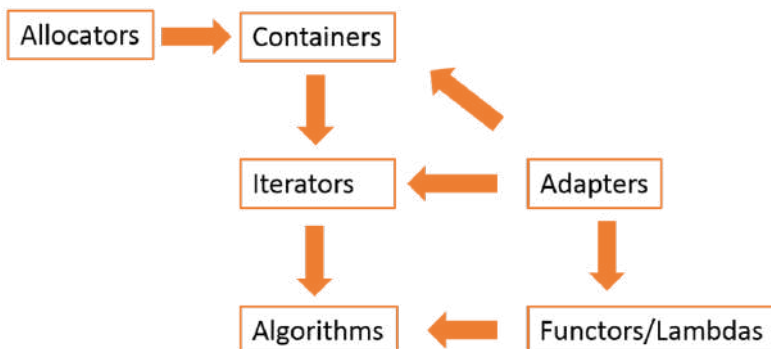 Allocators
Containers
Iterators
Adapters
Algorithms
Functors/Lambdas